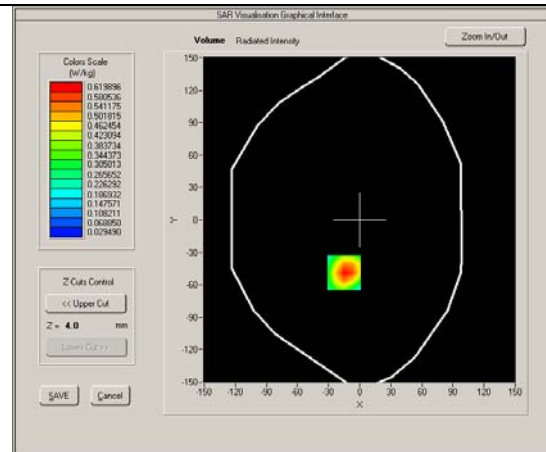 SAR Visualisation Graphical Interface
Volume Radiated Intensity
Zoom In/Out
Colors Scale
(W/kg)
0.619896
0.580536
0.541175
0.501815
0.462454
0.423094
0.383734
0.344373
0.305013
0.265652
0.226292
0.186932
0.147571
0.108211
0.068850
0.029490
Z Cuts Control
<< Upper Cut
Z = 4.0 mm
Lower Cut >>
SAVE
Cancel
150
120
90
60
30
0
-30
-60
-90
-120
-150
Y
-150 -120 -90 -60 -30 0 30 60 90 120 150
X